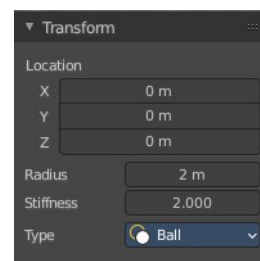 Transform
Location
X 0 m
Y 0 m
Z 0 m
Radius 2 m
Stiffness 2.000
Type Ball